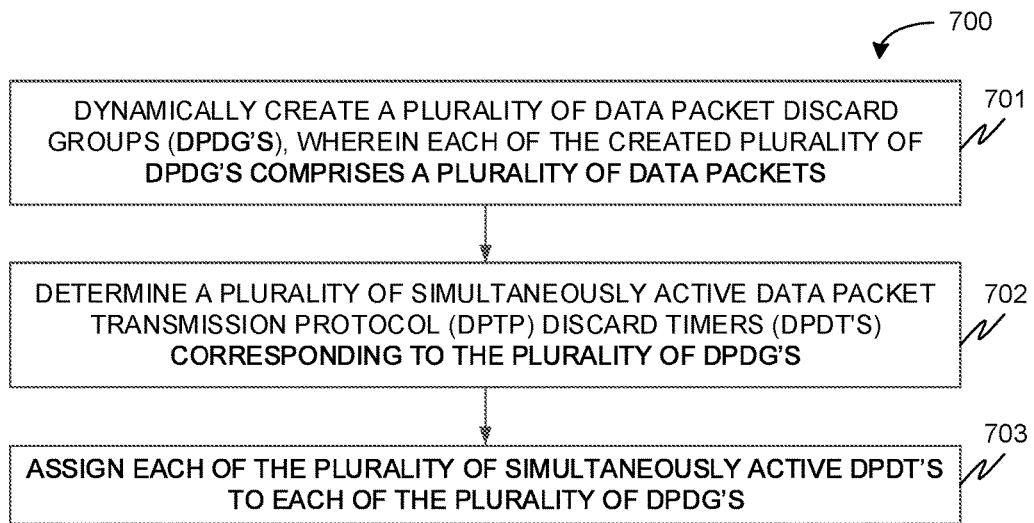 700
DYNAMICALLY CREATE A PLURALITY OF DATA PACKET DISCARD
GROUPS (DPDG'S), WHEREIN EACH OF THE CREATED PLURALITY OF
DPDG'S COMPRISES A PLURALITY OF DATA PACKETS
701
DETERMINE A PLURALITY OF SIMULTANEOUSLY ACTIVE DATA PACKET
TRANSMISSION PROTOCOL (DPTP) DISCARD TIMERS (DPDT'S)
CORRESPONDING TO THE PLURALITY OF DPDG'S
702
ASSIGN EACH OF THE PLURALITY OF SIMULTANEOUSLY ACTIVE DPDT'S
TO EACH OF THE PLURALITY OF DPDG'S
703